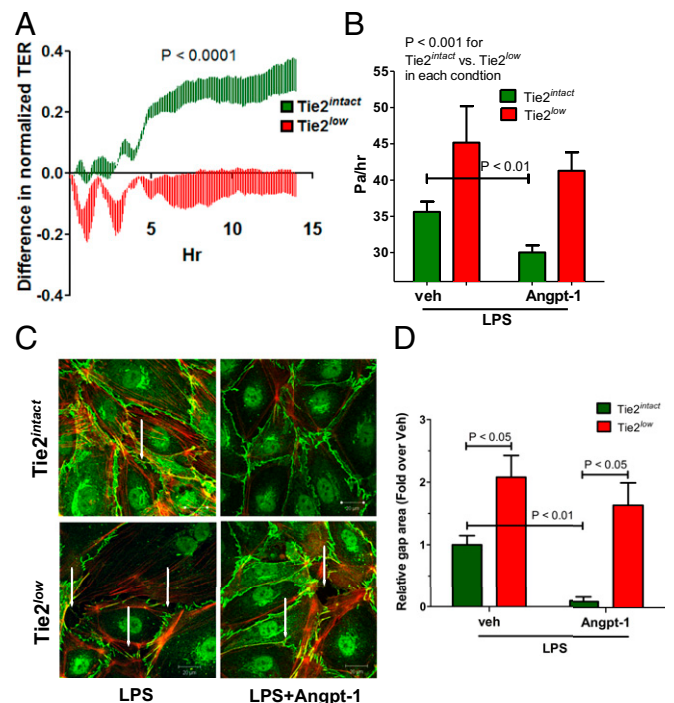 A
Difference in normalized TER
0.4
0.2
0.0
-0.2
-0.4
P < 0.0001
Tie2intact
Tie2low
5
10
15
Hr
B
P < 0.001 for
Tie2intact vs. Tie2low
in each condtion
Pa/hr
55
50
45
40
35
30
Tie2intact
Tie2low
P < 0.01
veh
Angpt-1
LPS
C
Tie2intact
Tie2low
20 µm
LPS
LPS+Angpt-1
D
Relative gap area (Fold over Veh)
3
2
1
0
Tie2intact
Tie2low
P < 0.05
P < 0.05
P < 0.01
veh
Angpt-1
LPS